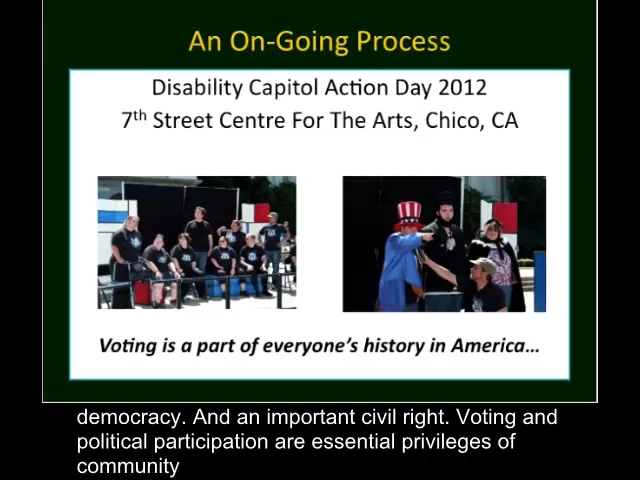 An On-Going Process
Disability Capitol Action Day 2012
7th Street Centre For The Arts, Chico, CA
Voting is a part of everyone's history in America...
democracy. And an important civil right. Voting and
political participation are essential privileges of
community